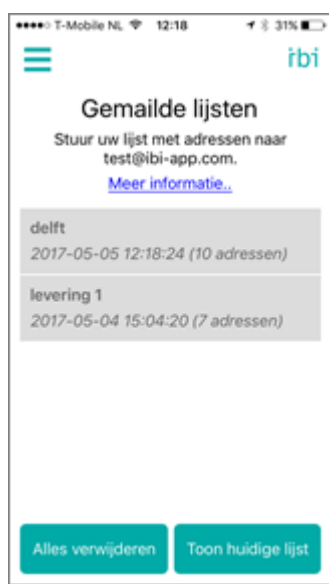 T-Mobile NL 12:18 31%
ibi
Gemailde lijsten
Stuur uw lijst met adressen naar
test@ibi-app.com.
Meer informatie..
delft
2017-05-05 12:18:24 (10 adressen)
levering 1
2017-05-04 15:04:20 (7 adressen)
Alles verwijderen Toon huidige lijst